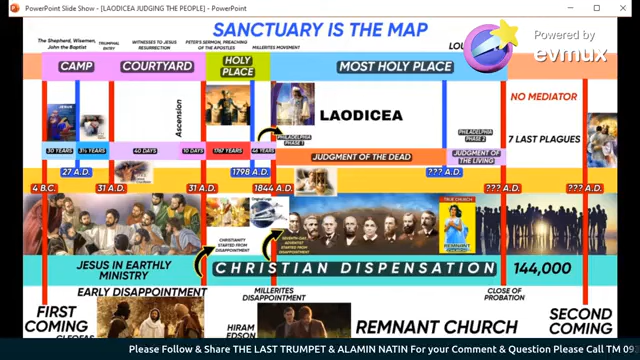 PowerPoint Slide Show - [LAODICEA JUDGING THE PEOPLE] - PowerPoint
SANCTUARY IS THE MAP
The Shepherd, Wisemen,
John the Baptist
TRIUMPHAL
ENTRY
WITNESSES TO JESUS
RESURRECTION
PETER'S SERMON, PREACHING
OF THE APOSTLES
MILLERITES MOVEMENT
LOU
Powered by
evmux
CAMP
COURTYARD
HOLY
PLACE
MOST HOLY PLACE
JESUS
Ascension
LAODICEA
NO MEDIATOR
PHILADELPHIA
PHASE 1
PHILADELPHIA
PHASE 2
7 LAST PLAGUES
30 YEARS
3½ YEARS
40 DAYS
10 DAYS
1767 YEARS
46 YEARS
JUDGMENT OF THE DEAD
JUDGMENT OF
THE LIVING
27 A.D.
1798 A.D.
??? A.D.
4 B.C.
31 A.D.
31 A.D.
1844 A.D.
??? A.D.
??? A.D.
TRUE CHURCH
REMNANT
CHRISTIANITY
STARTED FROM
DISAPPOINTMENT
SEVENTH-DAY
ADVENTIST
STARTED FROM
DISAPPOINTMENT
JESUS IN EARTHLY
MINISTRY
CHRISTIAN DISPENSATION
144,000
EARLY DISAPPOINTMENT
MILLERITES
DISAPPOINTMENT
CLOSE OF
PROBATION
FIRST
COMING
CLEOFAS
HIRAM
EDSON
REMNANT CHURCH
SECOND
COMING
Please Follow & Share THE LAST TRUMPET & ALAMIN NATIN For your Comment & Question Please Call TM 09